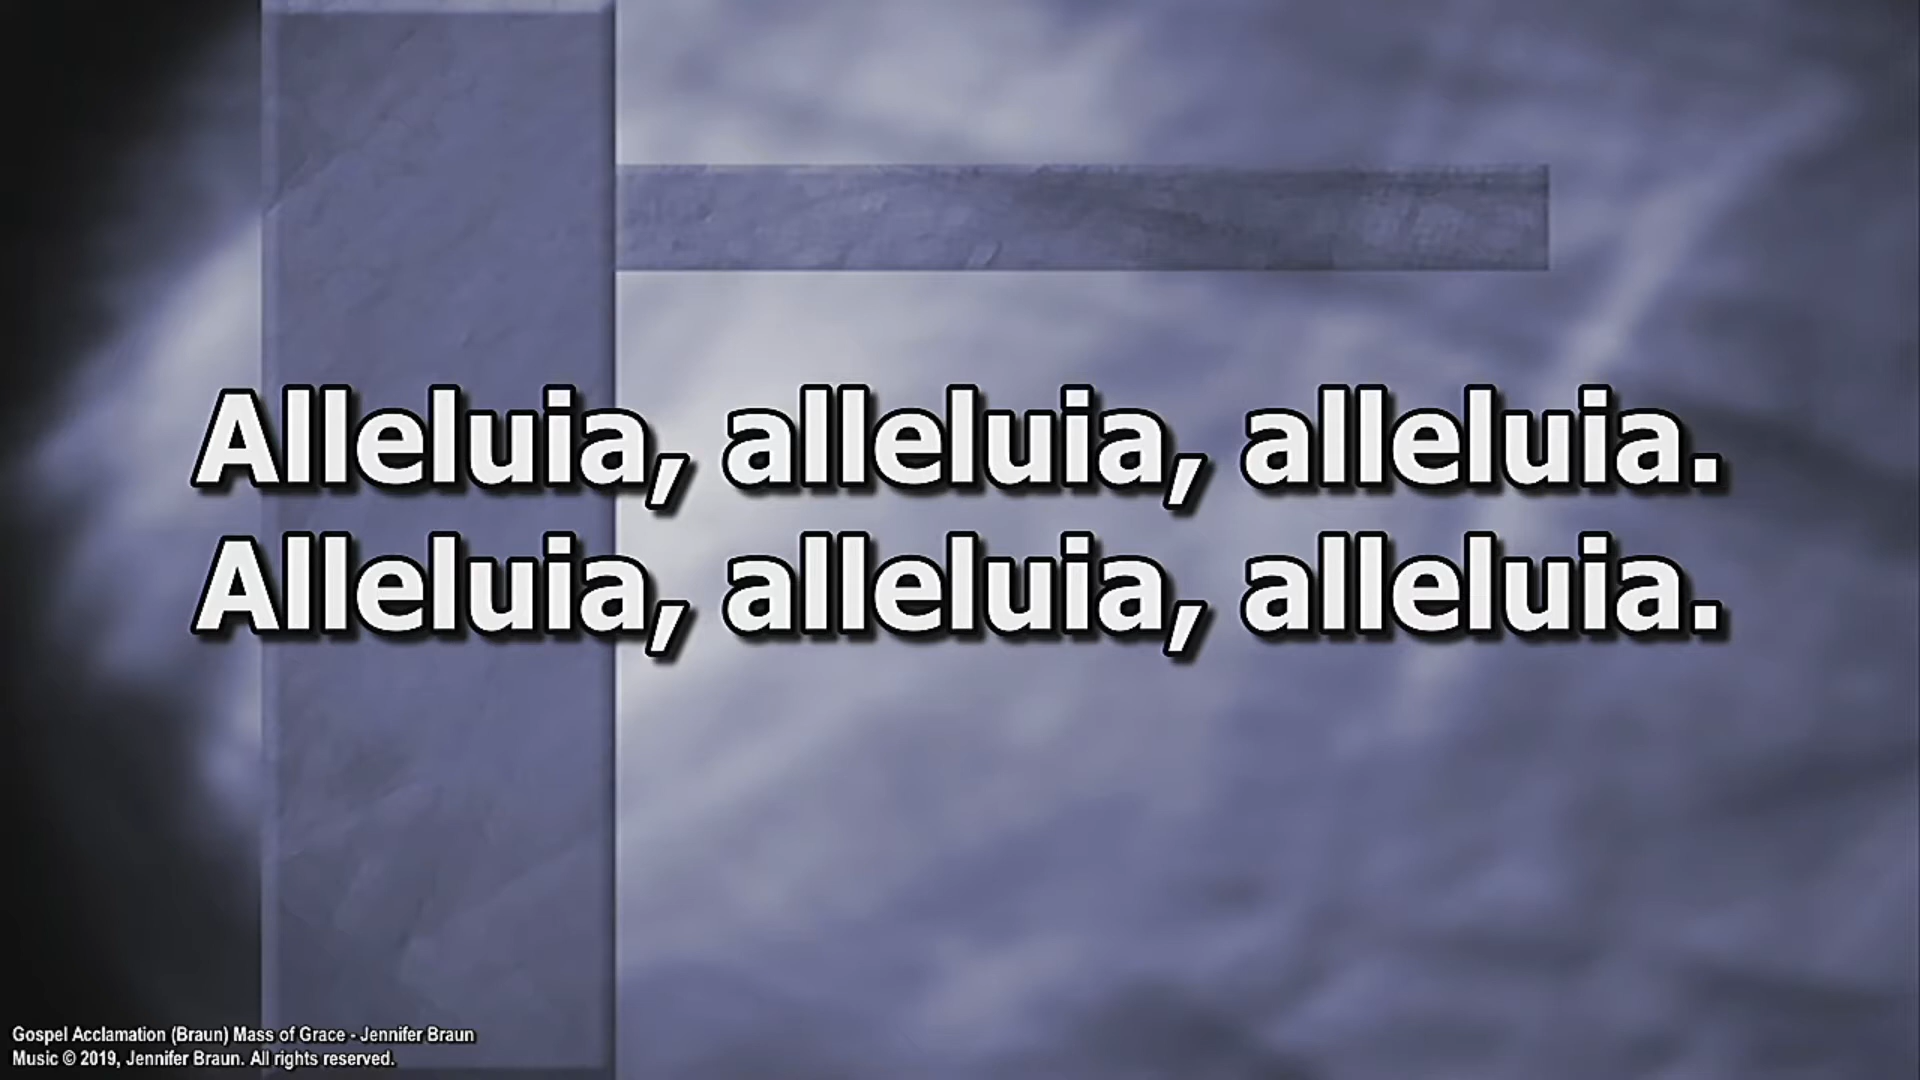 Alleluia, alleluia, alleluia.
Alleluia, alleluia, alleluia.
Gospel Acclamation (Braun) Mass of Grace - Jennifer Braun
Music © 2019, Jennifer Braun. All rights reserved.